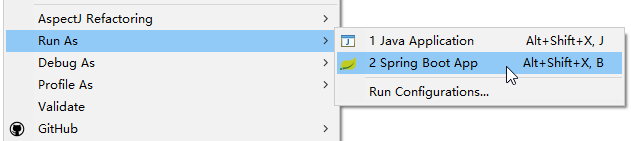 AspectJ Refactoring
Run As
Debug As
Profile As
Validate
GitHub
1 Java Application Alt+Shift+X, J
2 Spring Boot App Alt+Shift+X, B
Run Configurations...